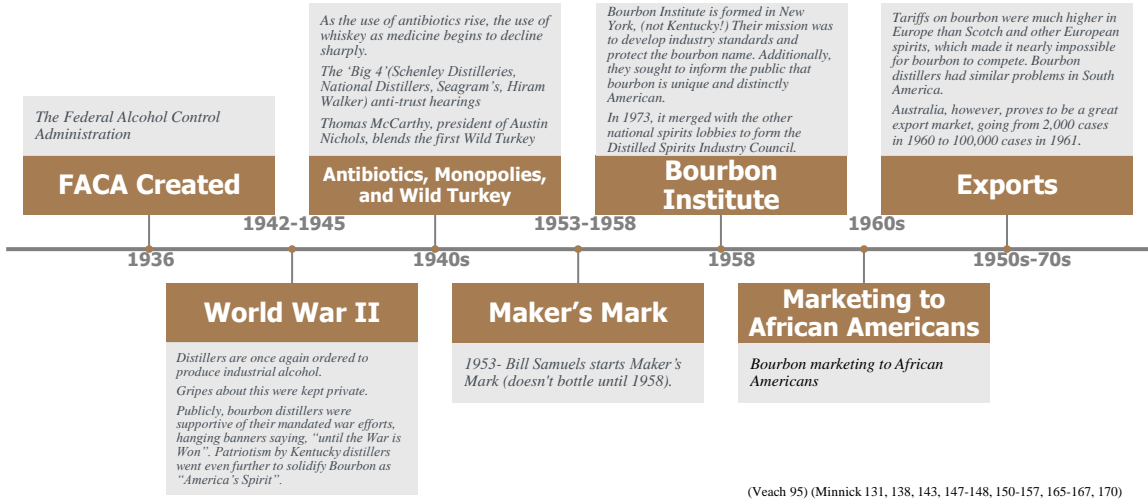 The Federal Alcohol Control
Administration
FACA Created
1936
1942-1945
World War II
Distillers are once again ordered to
produce industrial alcohol.
Gripes about this were kept private.
Publicly, bourbon distillers were
supportive of their mandated war efforts,
hanging banners saying, “until the War is
Won”. Patriotism by Kentucky distillers
went even further to solidify Bourbon as
“America’s Spirit”.
As the use of antibiotics rise, the use of
whiskey as medicine begins to decline
sharply.
The ‘Big 4’(Schenley Distilleries,
National Distillers, Seagram’s, Hiram
Walker) anti-trust hearings
Thomas McCarthy, president of Austin
Nichols, blends the first Wild Turkey
Antibiotics, Monopolies,
and Wild Turkey
1940s
1953-1958
Maker’s Mark
1953- Bill Samuels starts Maker’s
Mark (doesn't bottle until 1958).
Bourbon Institute is formed in New
York, (not Kentucky!) Their mission was
to develop industry standards and
protect the bourbon name. Additionally,
they sought to inform the public that
bourbon is unique and distinctly
American.
In 1973, it merged with the other
national spirits lobbies to form the
Distilled Spirits Industry Council.
Bourbon
Institute
1958
1960s
Marketing to
African Americans
Bourbon marketing to African
Americans
Tariffs on bourbon were much higher in
Europe than Scotch and other European
spirits, which made it nearly impossible
for bourbon to compete. Bourbon
distillers had similar problems in South
America.
Australia, however, proves to be a great
export market, going from 2,000 cases
in 1960 to 100,000 cases in 1961.
Exports
1950s-70s
(Veach 95) (Minnick 131, 138, 143, 147-148, 150-157, 165-167, 170)